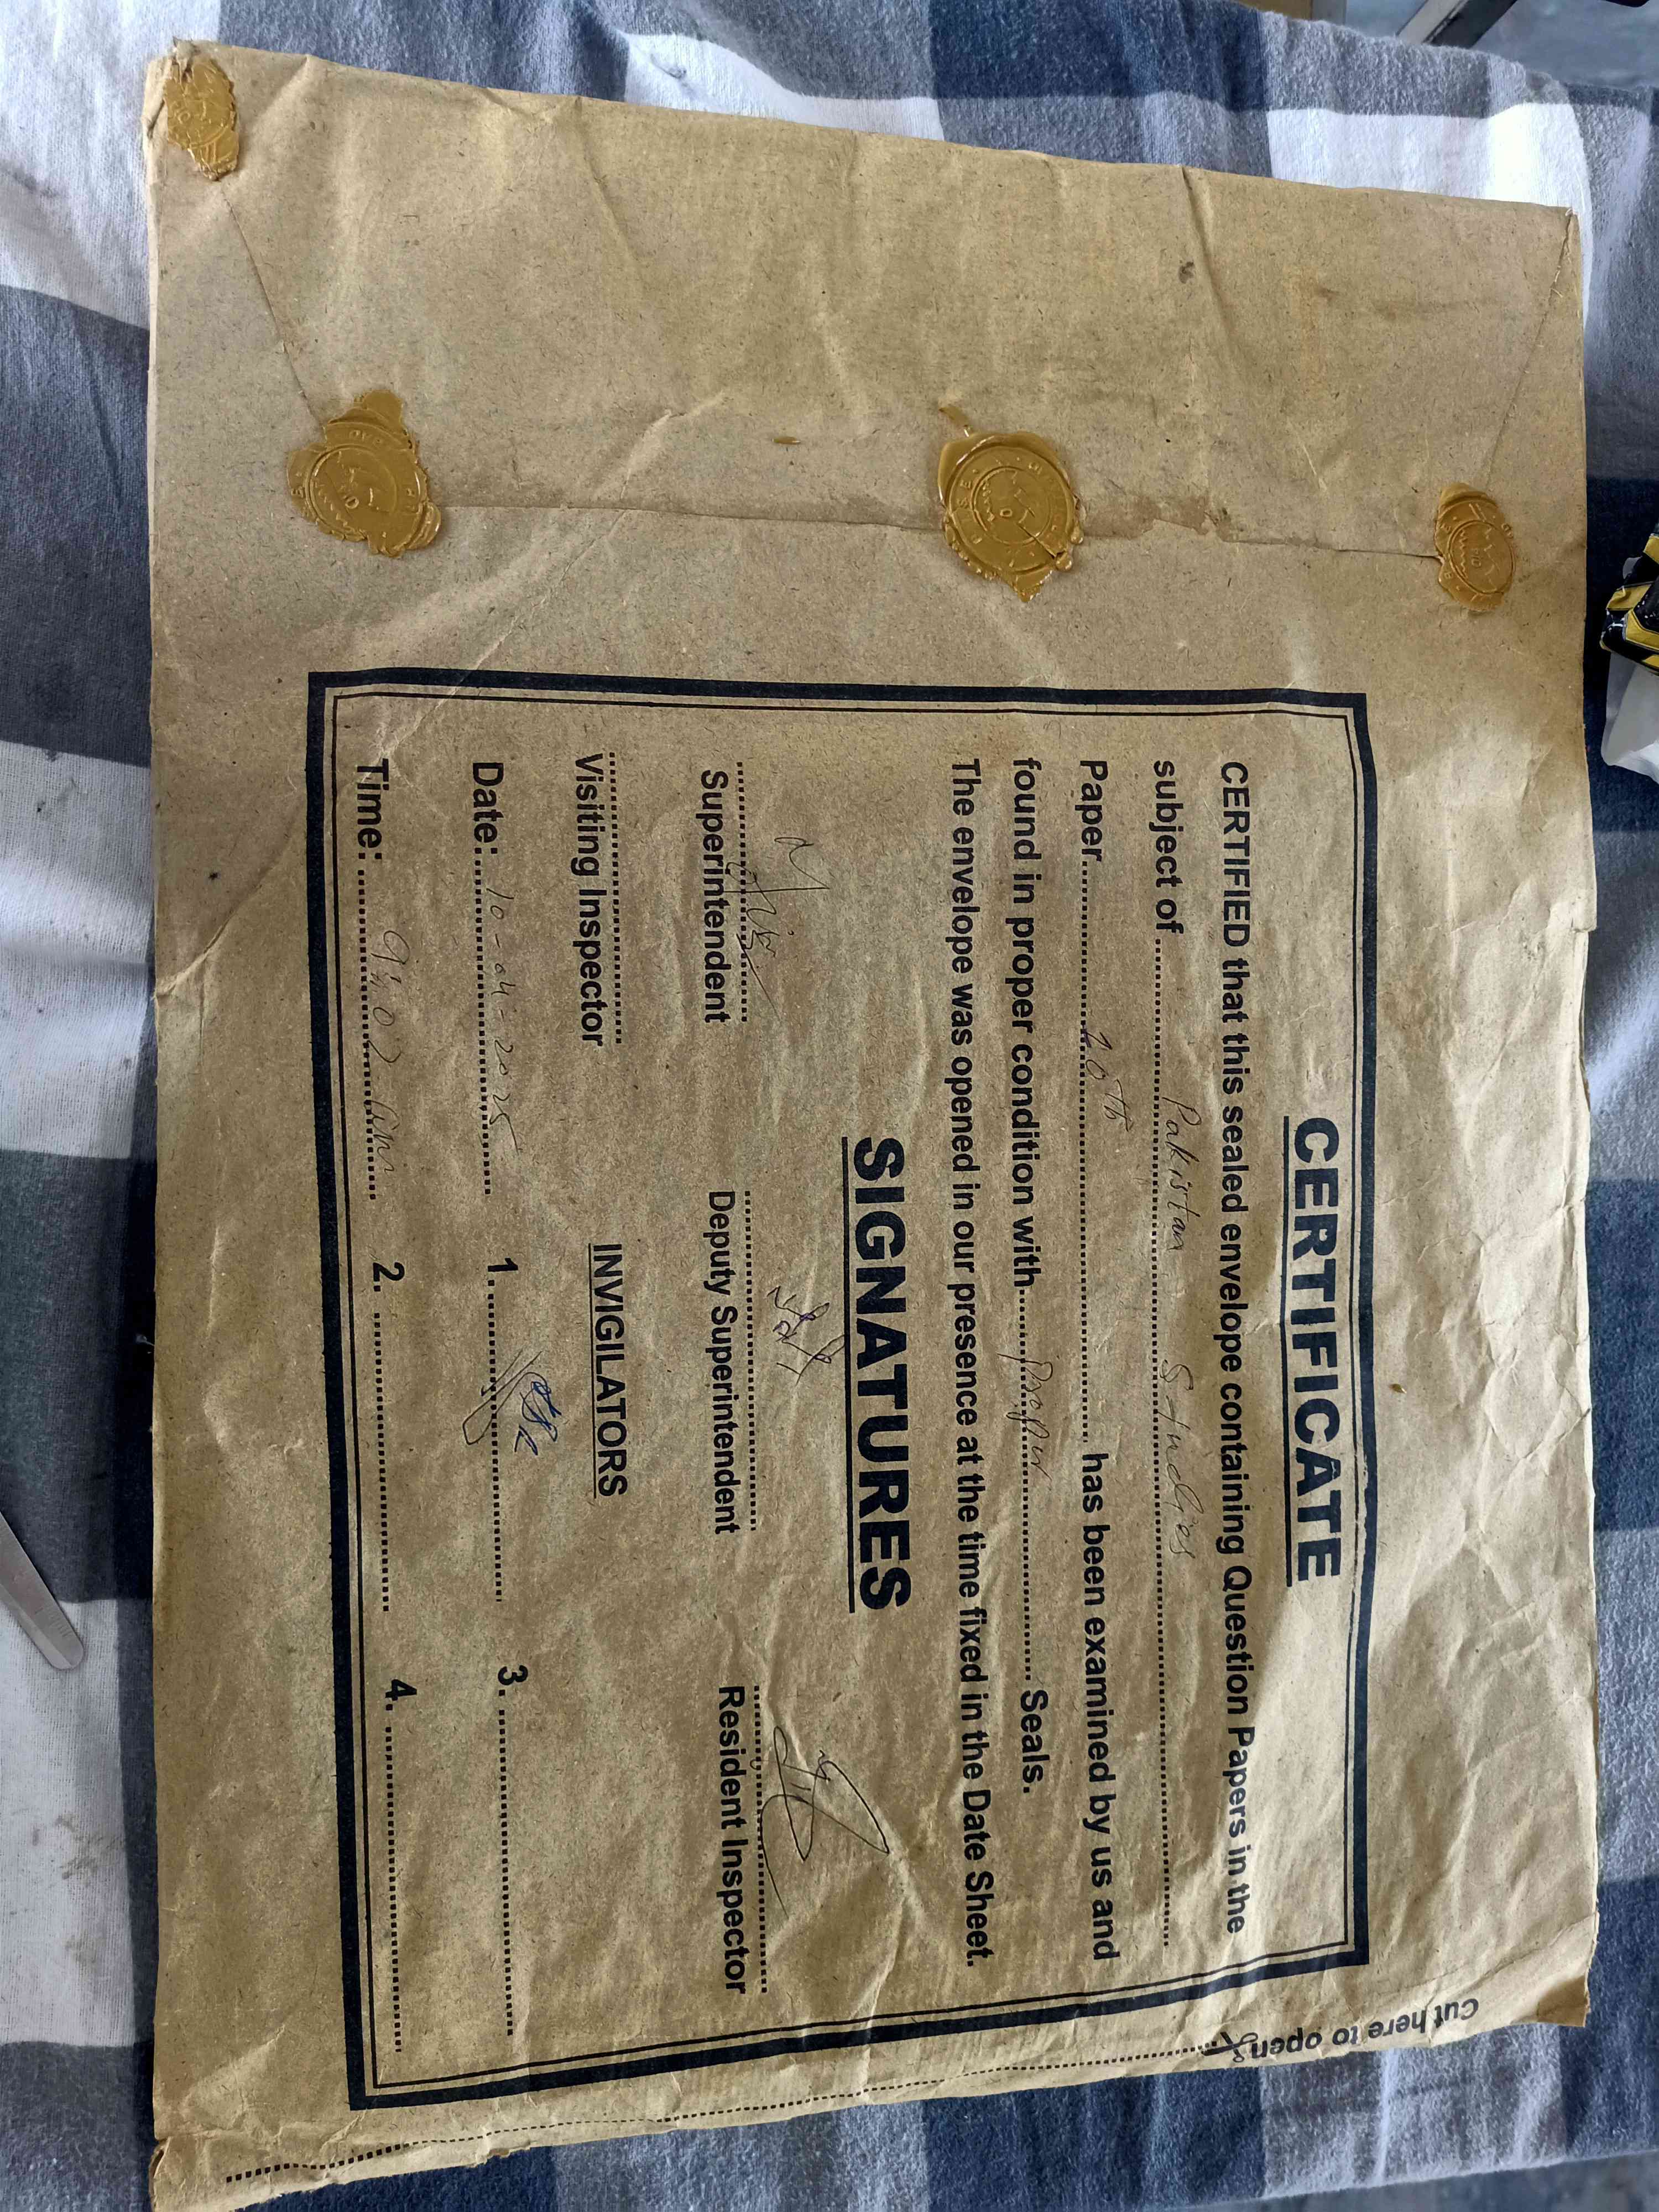 CERTIFICATE
CERTIFIED that this sealed envelope containing Question Papers in the
subject of ........ Pakistan Studies ........
Paper........ 10th ........ has been examined by us and
found in proper condition with........ Seals.
The envelope was opened in our presence at the time fixed in the Date Sheet.
SIGNATURES
Superintendent Deputy Superintendent Resident Inspector
Visiting Inspector INVIGILATORS
Date:........ 10-04-2025 1......... 3. ........
Time: ........ 9:02 2. ........ 4. ........
Cut here to open